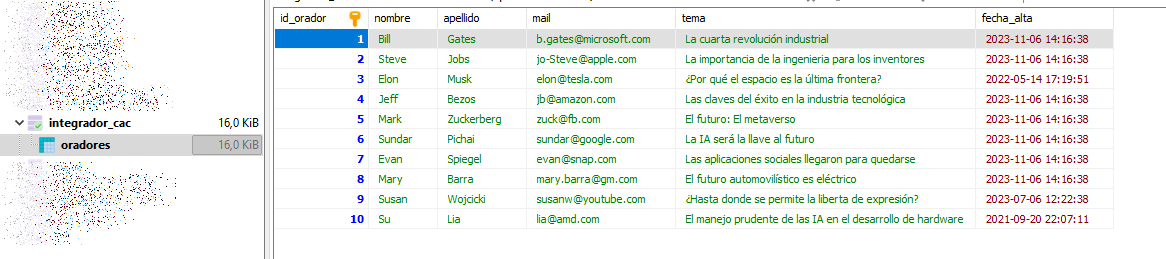 id_orador nombre apellido mail tema fecha_alta
1 Bill Gates b.gates@microsoft.com La cuarta revolución industrial 2023-11-06 14:16:38
2 Steve Jobs jo-Steve@apple.com La importancia de la ingenieria para los inventores 2023-11-06 14:16:38
3 Elon Musk elon@tesla.com ¿Por qué el espacio es la última frontera? 2022-05-14 17:19:51
4 Jeff Bezos jb@amazon.com Las claves del éxito en la industria tecnológica 2023-11-06 14:16:38
5 Mark Zuckerberg zuck@fb.com El futuro: El metaverso 2023-11-06 14:16:38
6 Sundar Pichai sundar@google.com La IA será la llave al futuro 2023-11-06 14:16:38
7 Evan Spiegel evan@snap.com Las aplicaciones sociales llegaron para quedarse 2023-11-06 14:16:38
8 Mary Barra mary.barra@gm.com El futuro automovilístico es eléctrico 2023-11-06 14:16:38
9 Susan Wojcicki susanw@youtube.com ¿Hasta donde se permite la liberta de expresión? 2023-07-06 12:22:38
10 Su Lia lia@amd.com El manejo prudente de las IA en el desarrollo de hardware 2021-09-20 22:07:11
integrador_cac 16,0 KiB
oradores 16,0 KiB